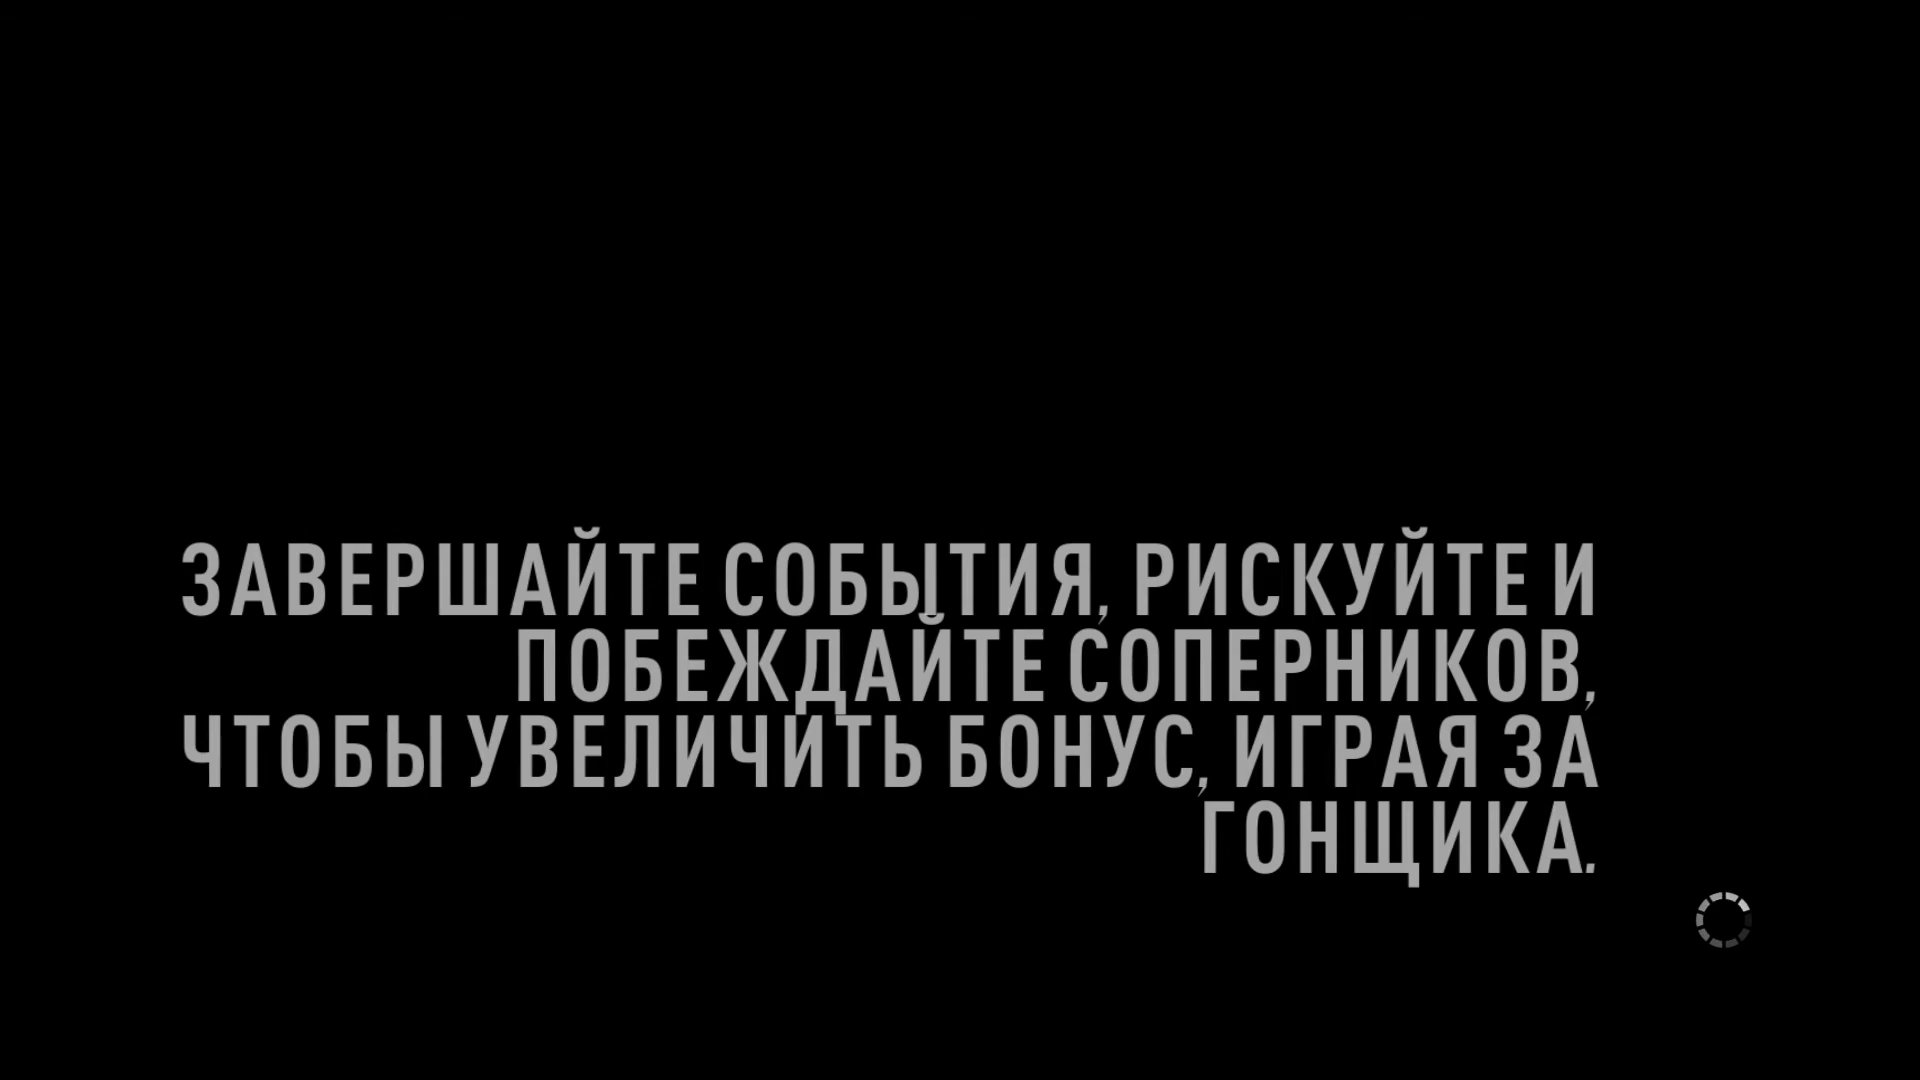 ЗАВЕРШАЙТЕ СОБЫТИЯ, РИСКУЙТЕ И
ПОБЕЖДАЙТЕ СОПЕРНИКОВ,
ЧТОБЫ УВЕЛИЧИТЬ БОНУС, ИГРАЯ ЗА
ГОНЩИКА.